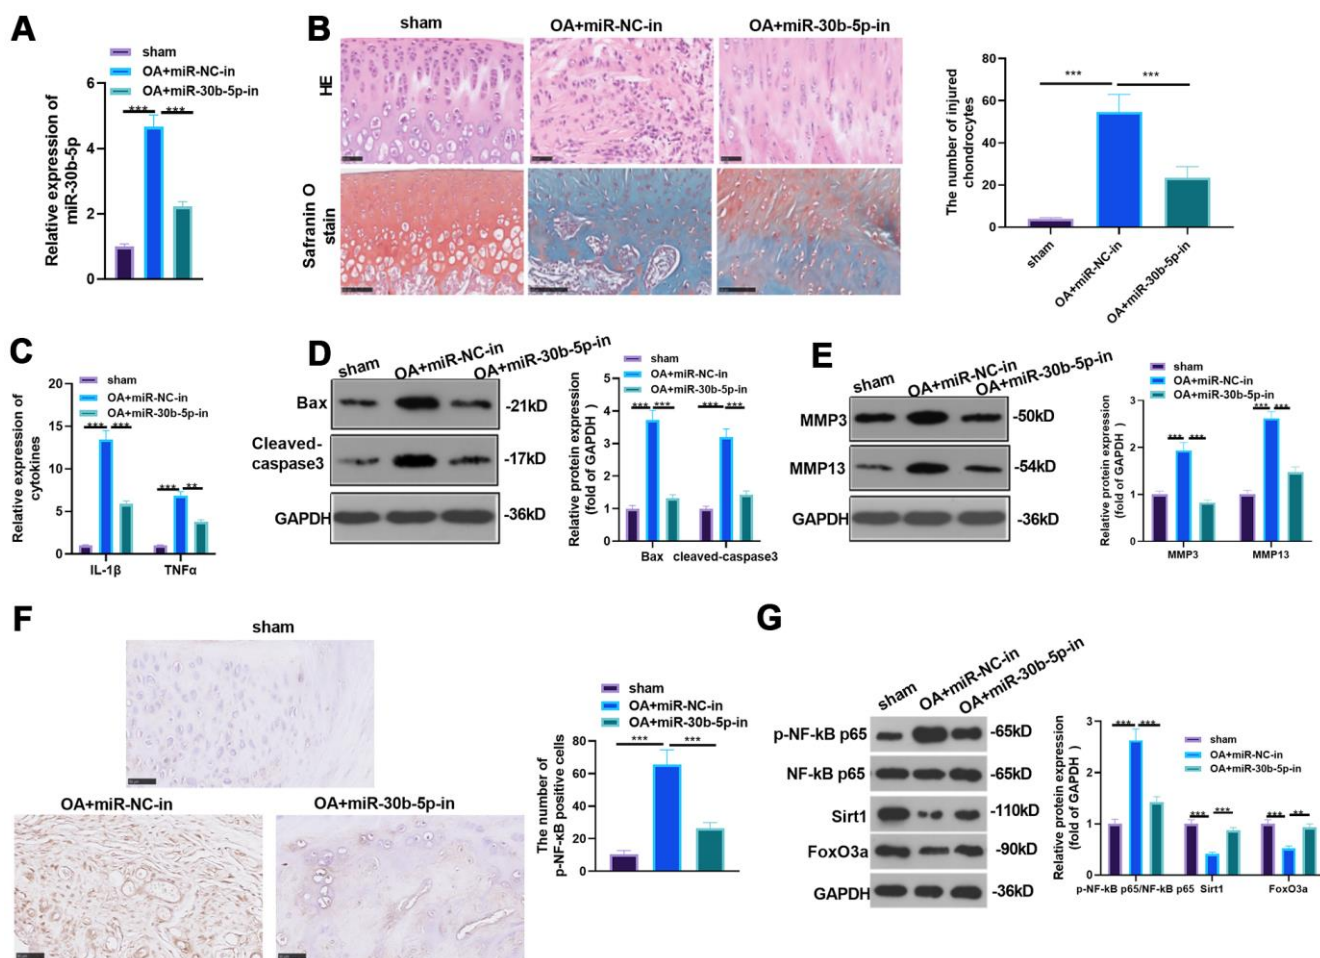 A
sham
OA+miR-NC-in
OA+miR-30b-5p-in
Relative expression of
miR-30b-5p
6
4
2
0
***
***
B
sham
OA+miR-NC-in
OA+miR-30b-5p-in
HE
Safranin O
stain
The number of injured
chondrocytes
80
60
40
20
0
***
***
sham
OA+miR-NC-in
OA+miR-30b-5p-in
C
sham
OA+miR-NC-in
OA+miR-30b-5p-in
Relative expression of
cytokines
20
15
10
5
0
***
***
***
**
IL-1β
TNFα
D
sham
OA+miR-NC-in
OA+miR-30b-5p-in
Bax
-21kD
Cleaved-
caspase3
-17kD
GAPDH
-36kD
sham
OA+miR-NC-in
OA+miR-30b-5p-in
Relative protein expression
(fold of GAPDH )
5
4
3
2
1
0
***
***
***
***
Bax
cleaved-caspase3
E
sham
OA+miR-NC-in
OA+miR-30b-5p-in
MMP3
-50kD
MMP13
-54kD
GAPDH
-36kD
sham
OA+miR-NC-in
OA+miR-30b-5p-in
Relative protein expression
(fold of GAPDH )
3
2
1
0
***
***
***
***
MMP3
MMP13
F
sham
OA+miR-NC-in
OA+miR-30b-5p-in
sham
OA+miR-NC-in
OA+miR-30b-5p-in
The number of
p-NF-κB positive cells
80
60
40
20
0
***
***
G
sham
OA+miR-NC-in
OA+miR-30b-5p-in
p-NF-kB p65
-65kD
NF-kB p65
-65kD
Sirt1
-110kD
FoxO3a
-90kD
GAPDH
-36kD
sham
OA+miR-NC-in
OA+miR-30b-5p-in
Relative protein expression
(fold of GAPDH )
3
2
1
0
***
***
***
***
***
**
p-NF-kB p65/NF-kB p65
Sirt1
FoxO3a